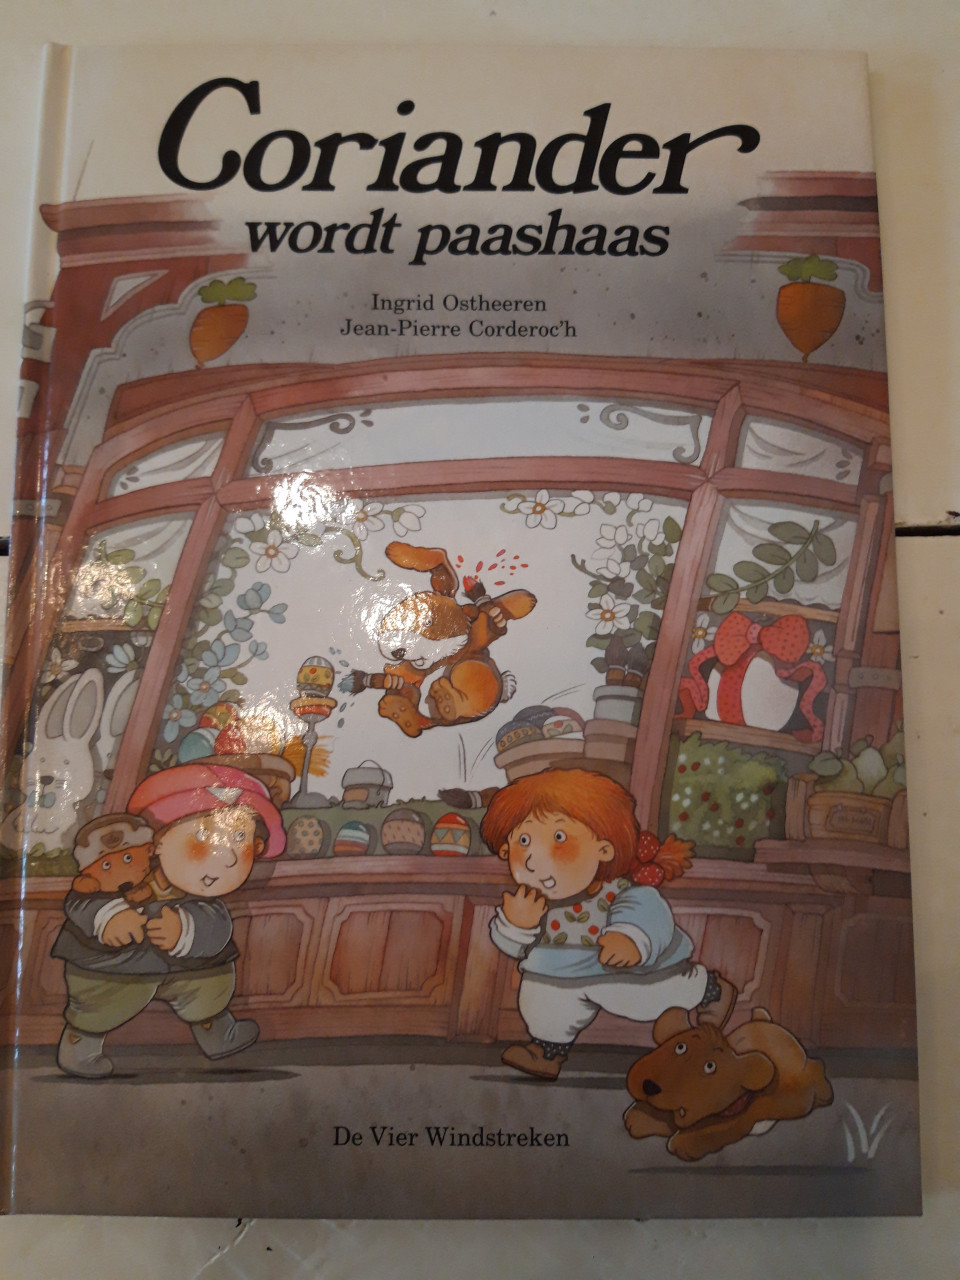 Coriander
wordt paashaas
Ingrid Ostheeren
Jean-Pierre Corderoc'h
De Vier Windstreken